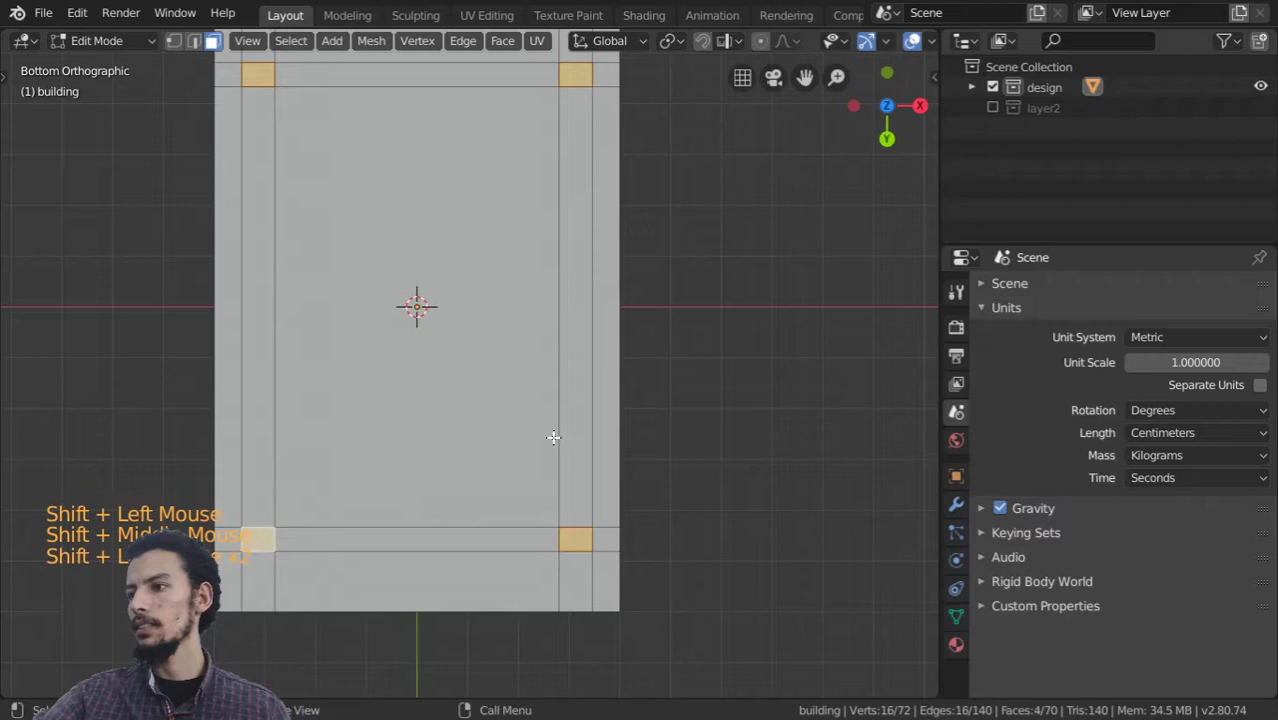 File Edit Render Window Help Layout Modeling Sculpting UV Editing Texture Paint Shading Animation Rendering Scene View Layer
Edit Mode View Select Add Mesh Vertex Edge Face UV Global
Bottom Orthographic
(1) building
Z
X
Y
Scene Collection
design
layer2
Scene
Scene
Units
Unit System Metric
Unit Scale 1.000000
Separate Units
Rotation Degrees
Length Centimeters
Mass Kilograms
Time Seconds
Gravity
Keying Sets
Audio
Rigid Body World
Custom Properties
Shift + Left Mouse
Shift + Middle Mouse
View Call Menu building | Verts:16/72 | Edges:16/140 | Faces:4/70 | Tris:140 | Mem: 34.5 MB | v2.80.74